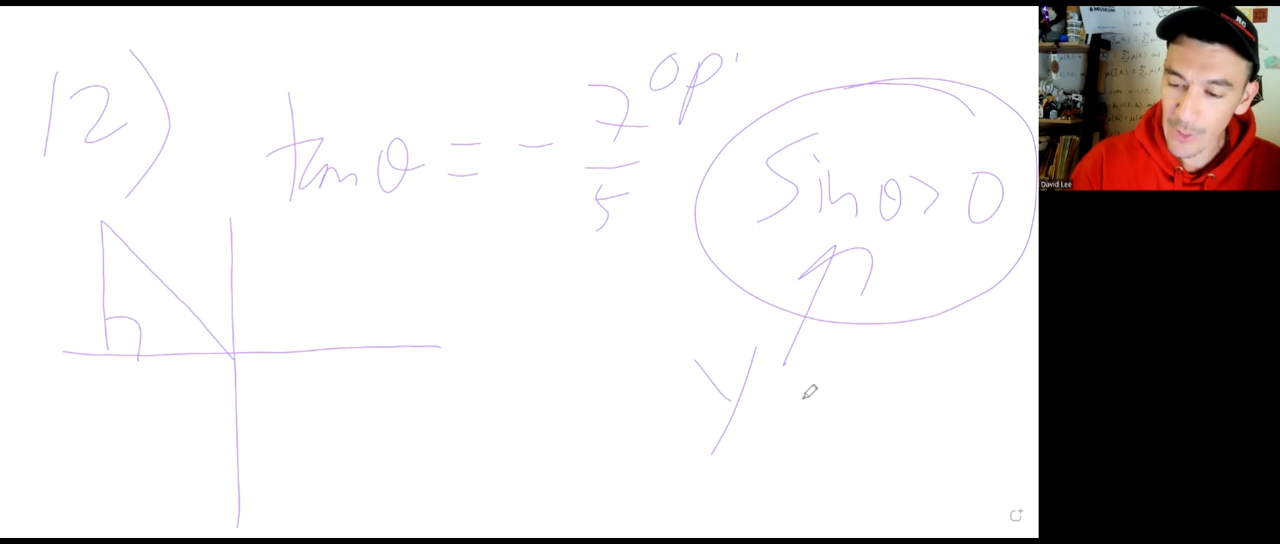 12) tan θ = - 7/5 op.
sin θ > 0
y
David Lee